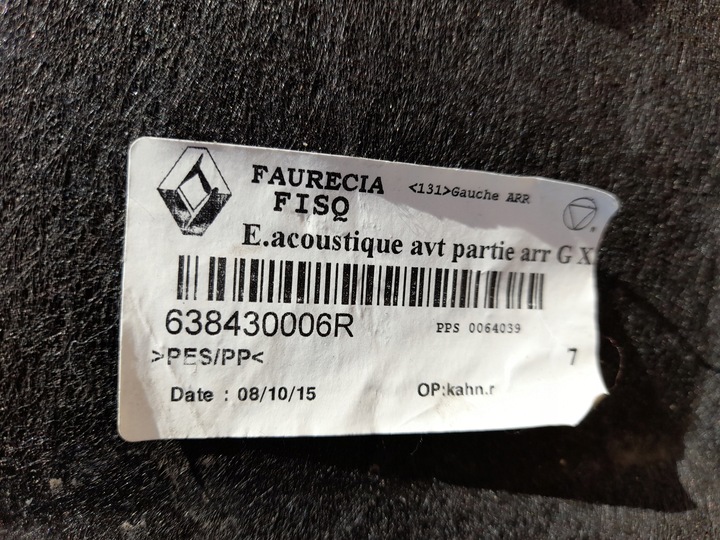 FAURECIA <131>Gauche ARR
FISQ
E.acoustique avt partie arr G X
638430006R PPS 0064039
>PES/PP< 7
Date : 08/10/15 OP:kahn.r